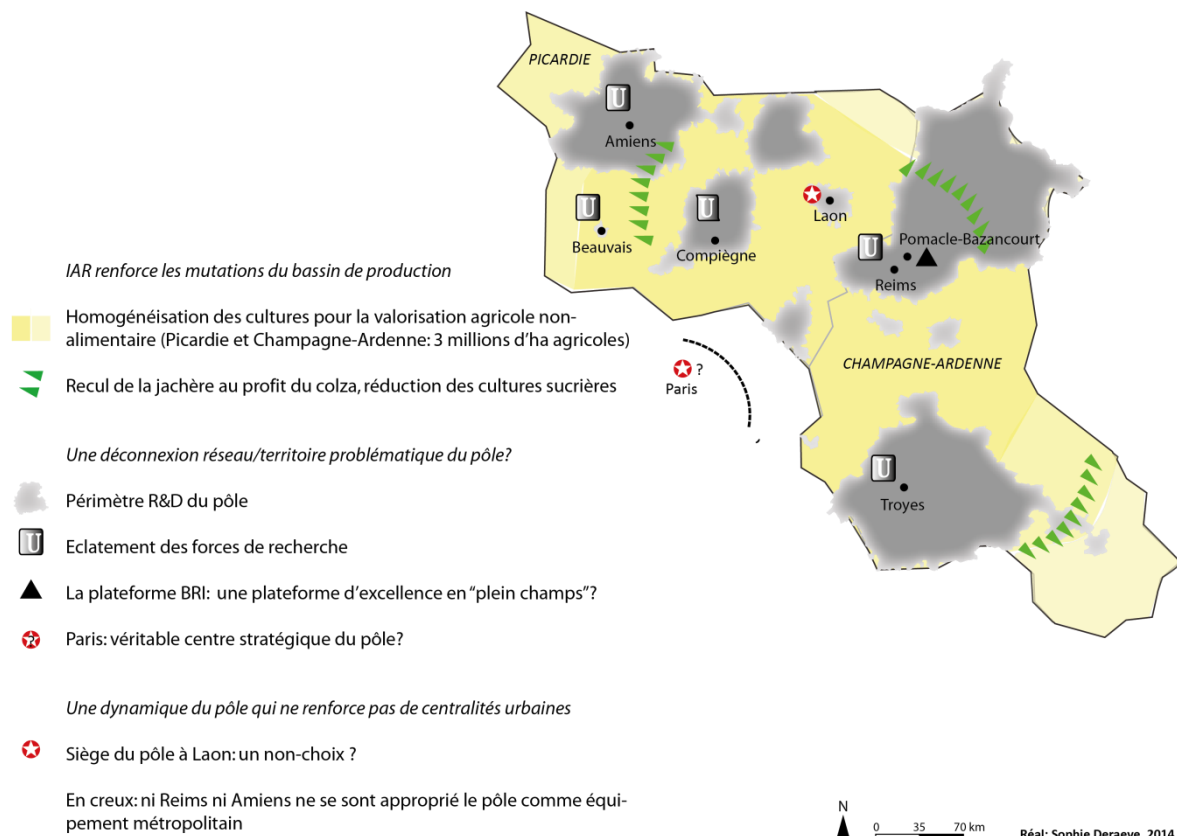 PICARDIE
U
Amiens
U
Beauvais
U
Compiègne
Laon
U
Pomacle-Bazancourt
Reims
CHAMPAGNE-ARDENNE
?
Paris
U
Troyes
IAR renforce les mutations du bassin de production
Homogénéisation des cultures pour la valorisation agricole non-
alimentaire (Picardie et Champagne-Ardenne: 3 millions d’ha agricoles)
Recul de la jachère au profit du colza, réduction des cultures sucrières
Une déconnexion réseau/territoire problématique du pôle?
Périmètre R&D du pôle
U
Eclatement des forces de recherche
La plateforme BRI: une plateforme d’excellence en “plein champs”?
?
Paris: véritable centre stratégique du pôle?
Une dynamique du pôle qui ne renforce pas de centralités urbaines
Siège du pôle à Laon: un non-choix ?
En creux: ni Reims ni Amiens ne se sont approprié le pôle comme équi-
pement métropolitain
N
0 35 70 km
Réal: Sophie Deraeve, 2014